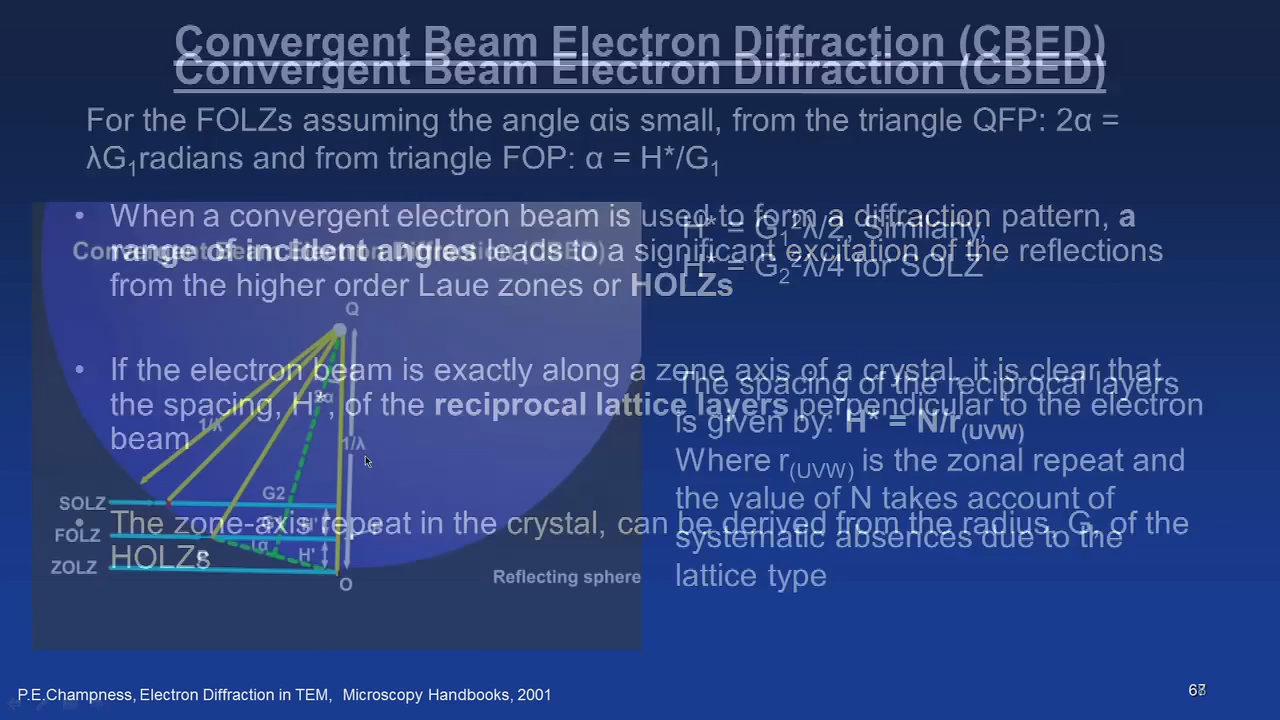 Convergent Beam Electron Diffraction (CBED)
Convergent Beam Electron Diffraction (CBED)
For the FOLZs assuming the angle αis small, from the triangle QFP: 2α =
λG1radians and from triangle FOP: α = H*/G1
• When a convergent electron beam is used to form a diffraction pattern, a
range of incident angles leads to a significant excitation of the reflections
from the higher order Laue zones or HOLZs
• If the electron beam is exactly along a zone axis of a crystal, it is clear that
the spacing, H*, of the reciprocal lattice layers perpendicular to the electron
beam
• The zone-axis repeat in the crystal, can be derived from the radius, G, of the
HOLZs
H* = G1²λ/2, Similarly,
H* = G2²λ/4 for SOLZ
The spacing of the reciprocal layers
is given by: H* = N/r(UVW)
Where r(UVW) is the zonal repeat and
the value of N takes account of
systematic absences due to the
lattice type
Convergent Beam Electron Diffraction (CBED)
Q
1/λ
1/λ
G2
SOLZ
FOLZ
ZOLZ
H'
O
Reflecting sphere
P.E.Champness, Electron Diffraction in TEM, Microscopy Handbooks, 2001